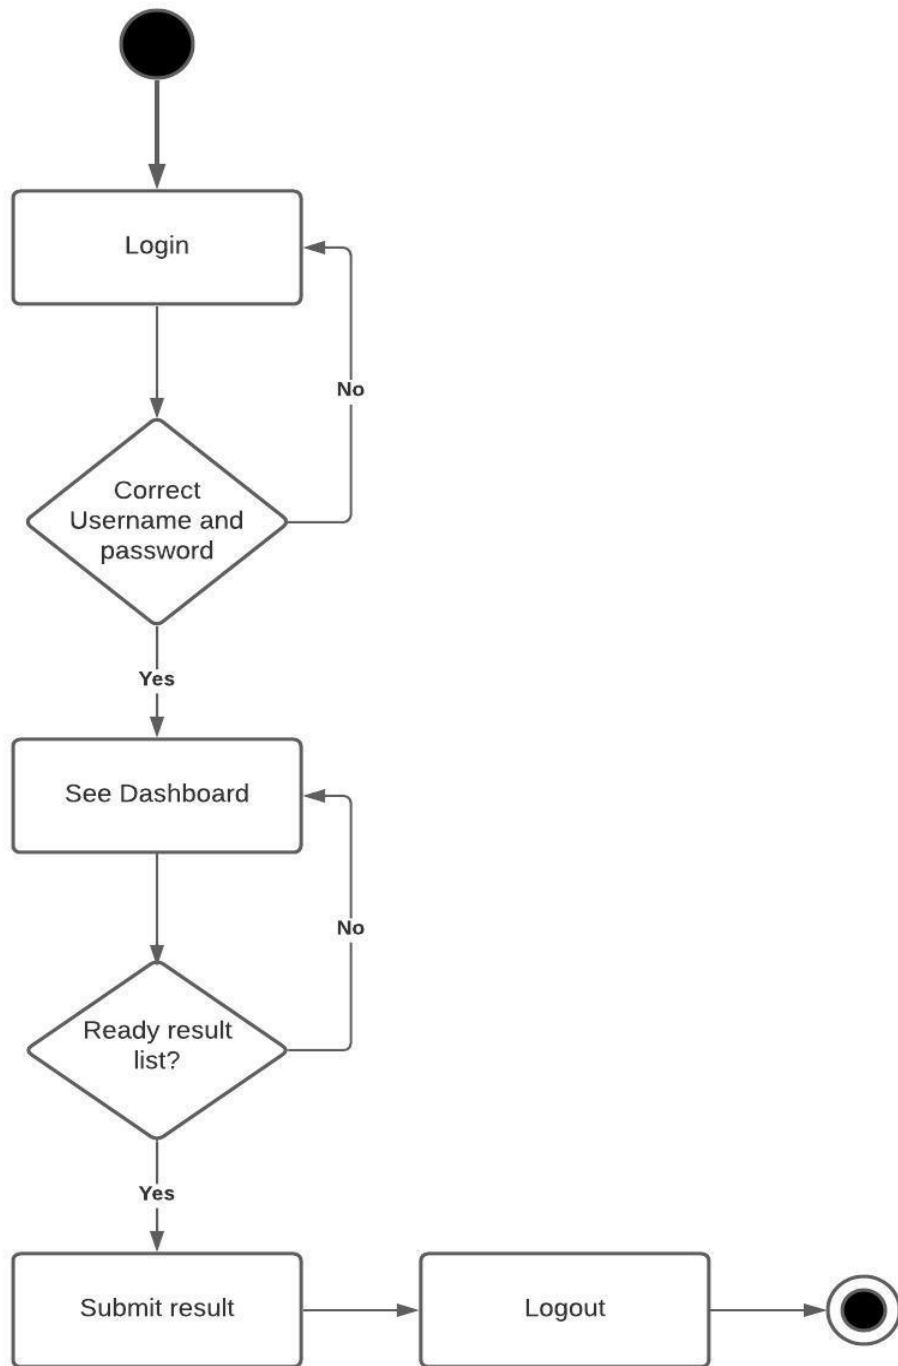 Login
No
Correct
Username and
password
Yes
See Dashboard
No
Ready result
list?
Yes
Submit result
Logout